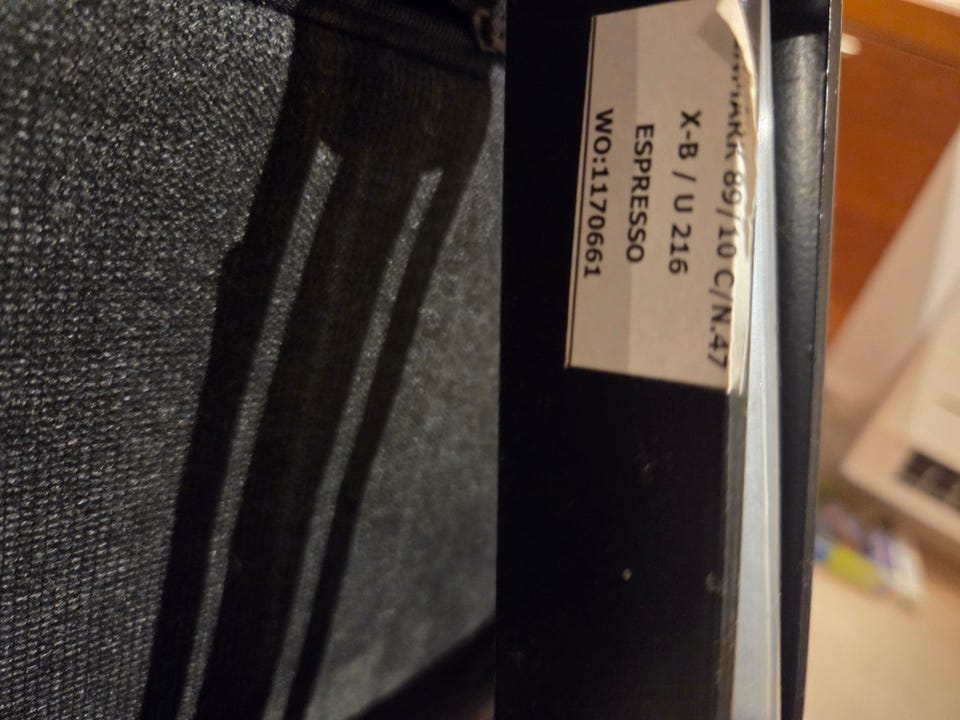 89/10 C/N.47
X-B / U 216
ESPRESSO
WO:1170661